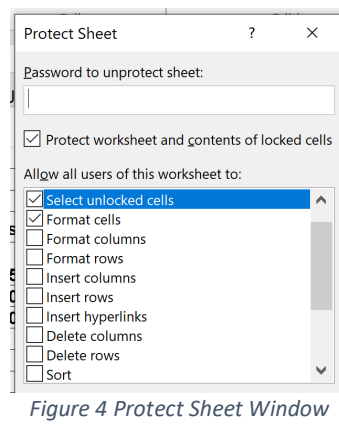 Protect Sheet ? ×
Password to unprotect sheet:
Protect worksheet and contents of locked cells
Allow all users of this worksheet to:
Select unlocked cells
Format cells
Format columns
Format rows
Insert columns
Insert rows
Insert hyperlinks
Delete columns
Delete rows
Sort
Figure 4 Protect Sheet Window